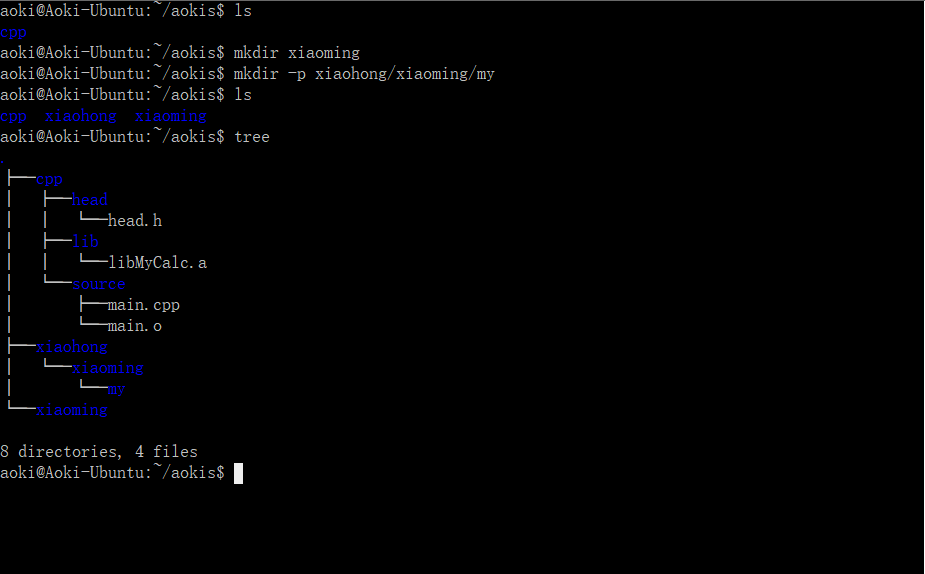 aoki@Aoki-Ubuntu:~/aokis$ ls
cpp
aoki@Aoki-Ubuntu:~/aokis$ mkdir xiaoming
aoki@Aoki-Ubuntu:~/aokis$ mkdir -p xiaohong/xiaoming/my
aoki@Aoki-Ubuntu:~/aokis$ ls
cpp  xiaohong  xiaoming
aoki@Aoki-Ubuntu:~/aokis$ tree
.
├──cpp
│   ├──head
│   │   └──head.h
│   ├──lib
│   │   └──libMyCalc.a
│   └──source
│       ├──main.cpp
│       └──main.o
├──xiaohong
│   └──xiaoming
│       └──my
└──xiaoming
8 directories, 4 files
aoki@Aoki-Ubuntu:~/aokis$